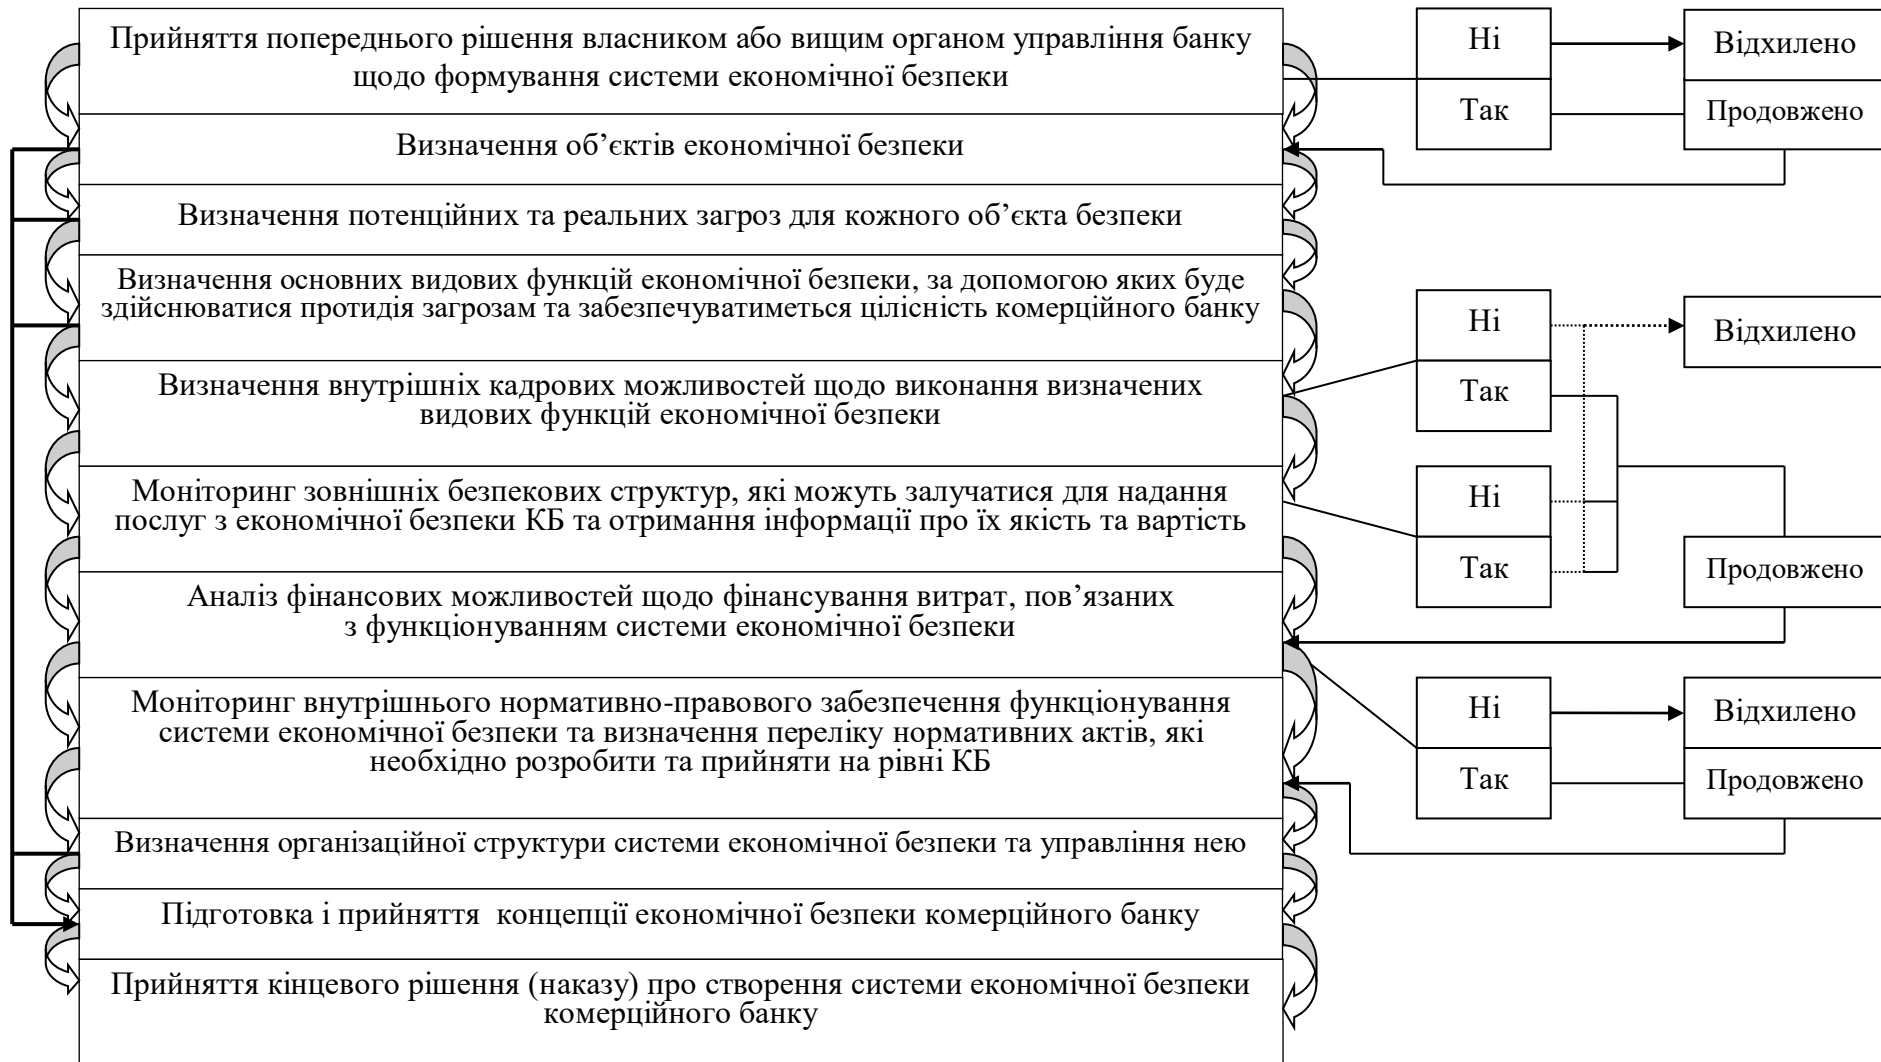 Прийняття попереднього рішення власником або вищим органом управління банку
щодо формування системи економічної безпеки
Ні
Відхилено
Так
Продовжено
Визначення об’єктів економічної безпеки
Визначення потенційних та реальних загроз для кожного об’єкта безпеки
Визначення основних видових функцій економічної безпеки, за допомогою яких буде
здійснюватися протидія загрозам та забезпечуватиметься цілісність комерційного банку
Ні
Відхилено
Так
Визначення внутрішніх кадрових можливостей щодо виконання визначених
видових функцій економічної безпеки
Моніторинг зовнішніх безпекових структур, які можуть залучатися для надання
послуг з економічної безпеки КБ та отримання інформації про їх якість та вартість
Ні
Так
Продовжено
Аналіз фінансових можливостей щодо фінансування витрат, пов’язаних
з функціонуванням системи економічної безпеки
Моніторинг внутрішнього нормативно-правового забезпечення функціонування
системи економічної безпеки та визначення переліку нормативних актів, які
необхідно розробити та прийняти на рівні КБ
Ні
Відхилено
Так
Продовжено
Визначення організаційної структури системи економічної безпеки та управління нею
Підготовка і прийняття  концепції економічної безпеки комерційного банку
Прийняття кінцевого рішення (наказу) про створення системи економічної безпеки
комерційного банку